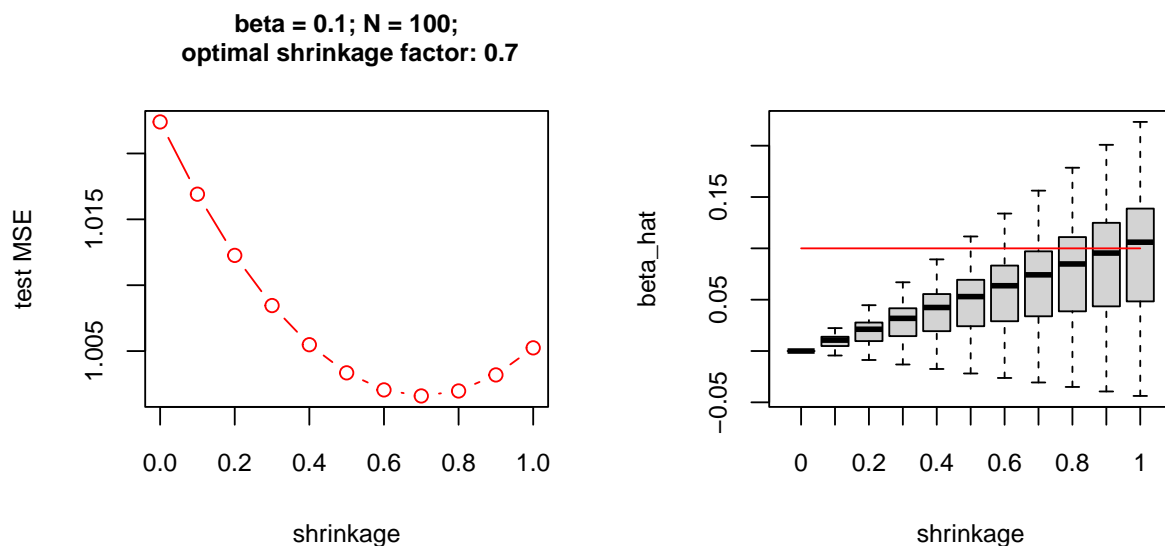 beta = 0.1; N = 100;
optimal shrinkage factor: 0.7
test MSE
1.005
1.015
0.0
0.2
0.4
0.6
0.8
1.0
shrinkage
beta_hat
−0.05
0.05
0.15
0
0.2
0.4
0.6
0.8
1
shrinkage